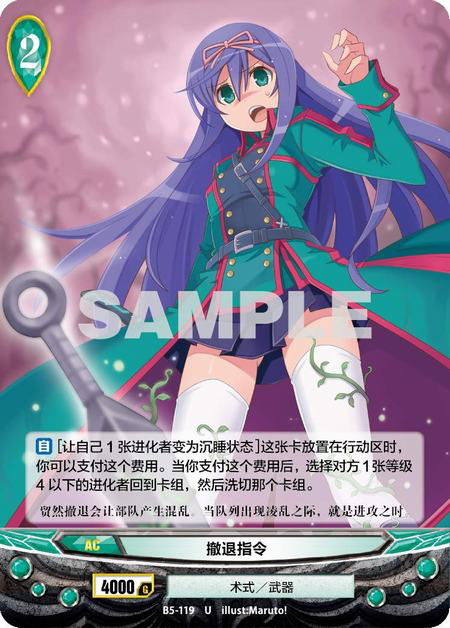 2
SAMPLE
自 [让自己1张进化者变为沉睡状态]这张卡放置在行动区时，
你可以支付这个费用。当你支付这个费用后，选择对方1张等级
4以下的进化者回到卡组，然后洗切那个卡组。
贸然撤退会让部队产生混乱。当队列出现凌乱之际，就是进攻之时。
AC 撤退指令
4000 G 术式／武器
B5-119 U illust:Maruto!